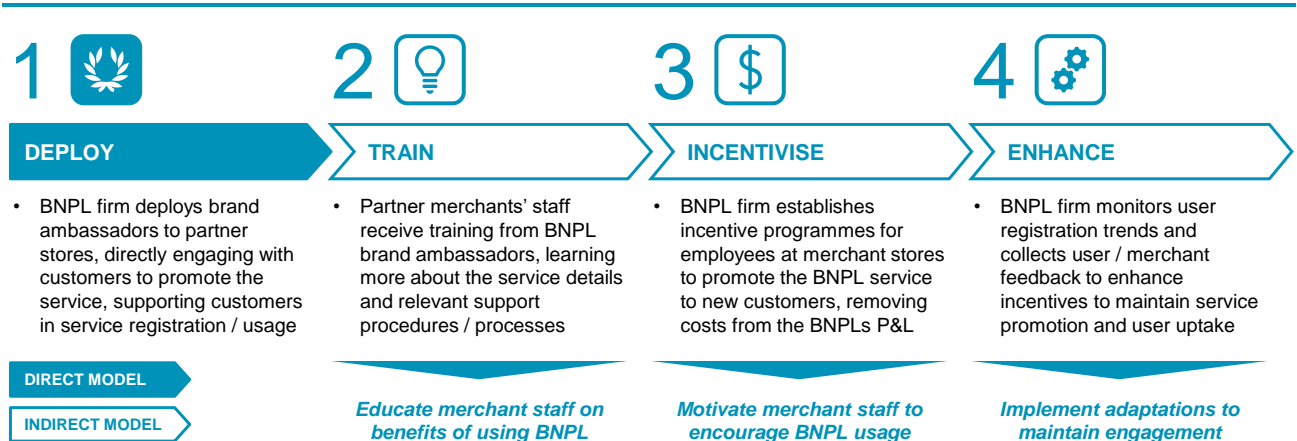 1
2
3
$
4
DEPLOY
TRAIN
INCENTIVISE
ENHANCE
• BNPL firm deploys brand
ambassadors to partner
stores, directly engaging with
customers to promote the
service, supporting customers
in service registration / usage
• Partner merchants’ staff
receive training from BNPL
brand ambassadors, learning
more about the service details
and relevant support
procedures / processes
• BNPL firm establishes
incentive programmes for
employees at merchant stores
to promote the BNPL service
to new customers, removing
costs from the BNPLs P&L
• BNPL firm monitors user
registration trends and
collects user / merchant
feedback to enhance
incentives to maintain service
promotion and user uptake
DIRECT MODEL
INDIRECT MODEL
Educate merchant staff on
benefits of using BNPL
Motivate merchant staff to
encourage BNPL usage
Implement adaptations to
maintain engagement